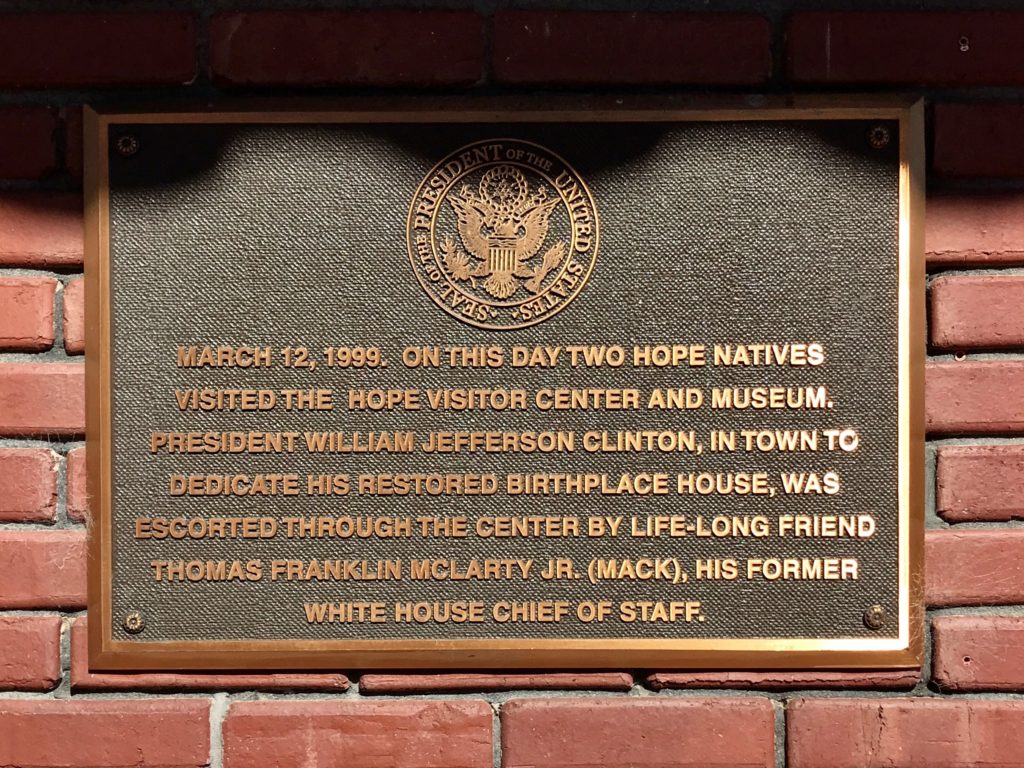 SEAL OF THE PRESIDENT OF THE UNITED STATES
MARCH 12, 1999. ON THIS DAY TWO HOPE NATIVES
VISITED THE HOPE VISITOR CENTER AND MUSEUM.
PRESIDENT WILLIAM JEFFERSON CLINTON, IN TOWN TO
DEDICATE HIS RESTORED BIRTHPLACE HOUSE, WAS
ESCORTED THROUGH THE CENTER BY LIFE-LONG FRIEND
THOMAS FRANKLIN MCLARTY JR. (MACK), HIS FORMER
WHITE HOUSE CHIEF OF STAFF.